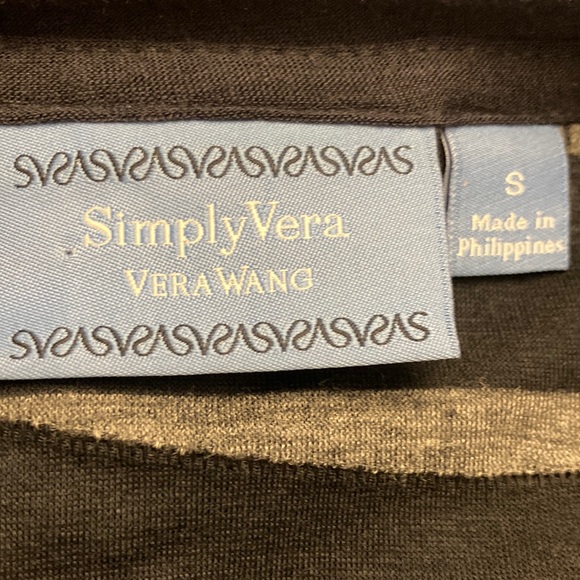 SimplyVera
VERA WANG
S
Made in
Philippines